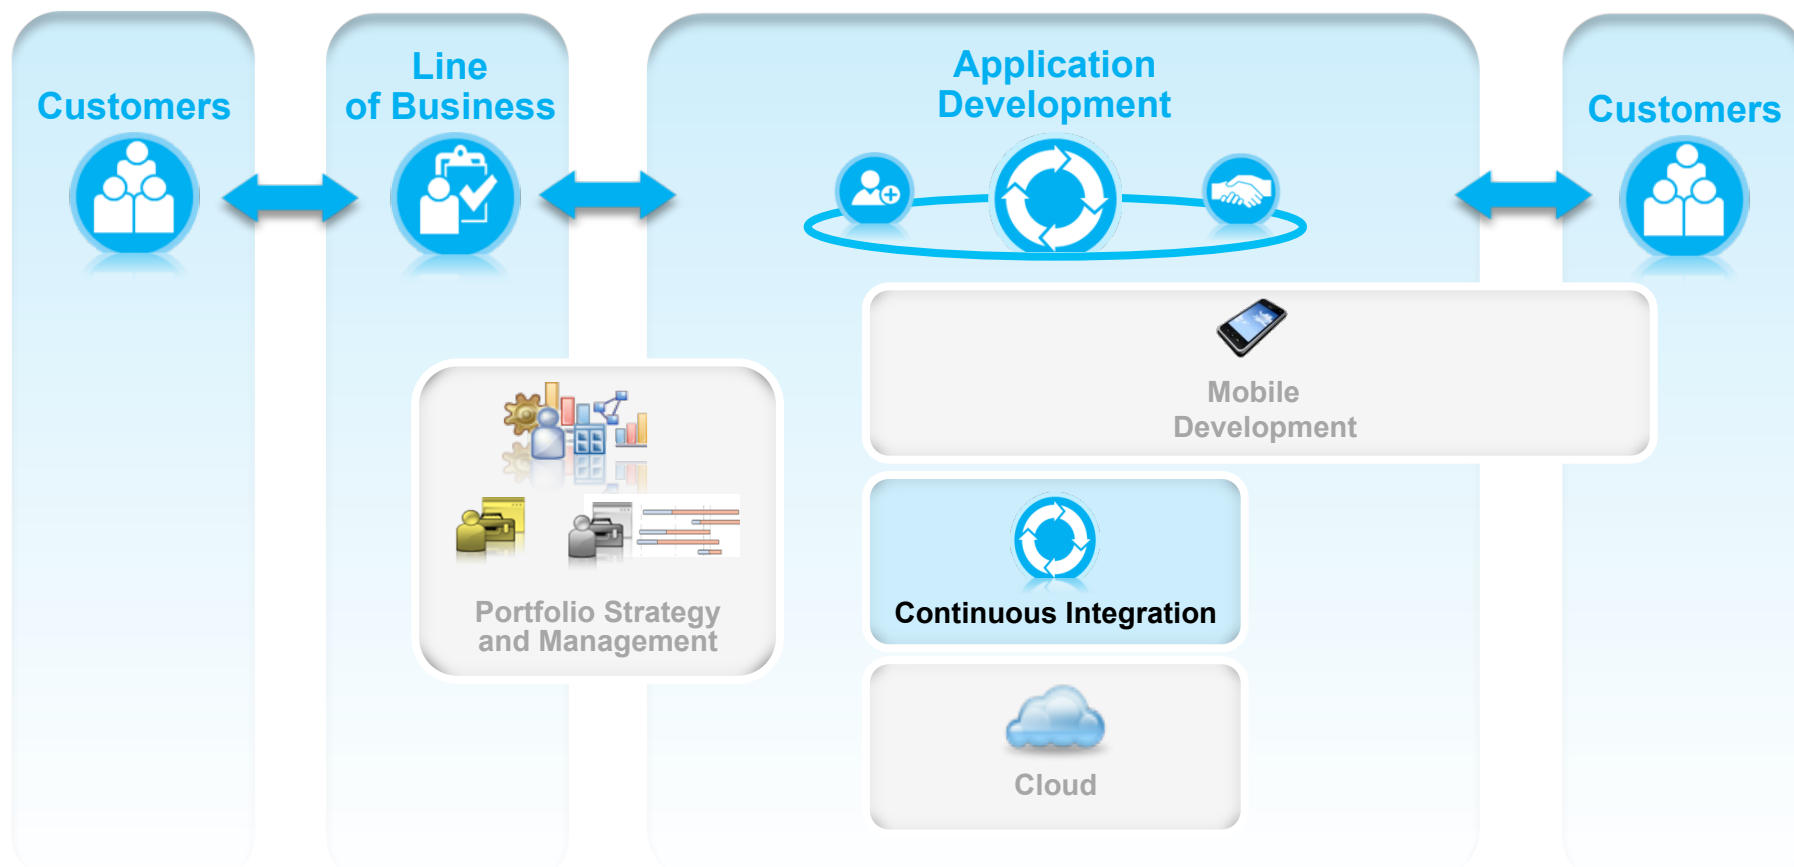 Customers
Line
of Business
Application
Development
Customers
Mobile
Development
Portfolio Strategy
and Management
Continuous Integration
Cloud